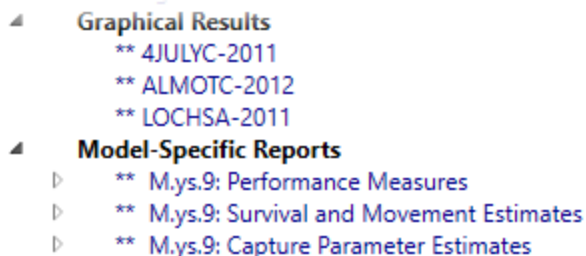 Graphical Results
** 4JULYC-2011
** ALMOTC-2012
** LOCHSA-2011
Model-Specific Reports
** M.ys.9: Performance Measures
** M.ys.9: Survival and Movement Estimates
** M.ys.9: Capture Parameter Estimates